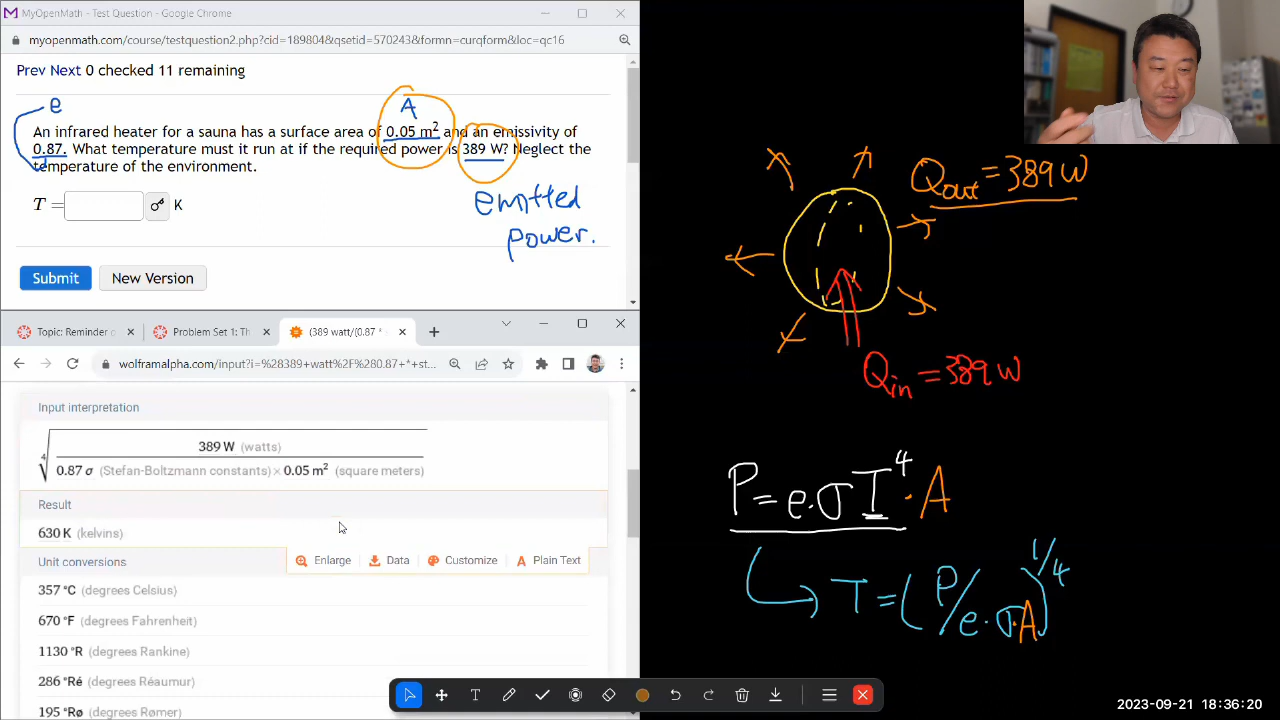 MyOpenMath - Test Question - Google Chrome
myopenmath.com/course/testquestion2.php?cid=189804&qsetid=570243&formn=curqform&loc=qc16
Prev Next 0 checked 11 remaining
e
A
An infrared heater for a sauna has a surface area of 0.05 m² and an emissivity of
0.87. What temperature must it run at if the required power is 389 W? Neglect the
temperature of the environment.
T = K
emitted
power.
Submit
New Version
Topic: Reminder o
Problem Set 1: Th
(389 watt/(0.87 *
wolframalpha.com/input?i=%28389+watt%2F%280.87+*+st...
Input interpretation
4√(389 W (watts) / 0.87 σ (Stefan-Boltzmann constants)×0.05 m² (square meters))
Result
630 K (kelvins)
Enlarge
Data
Customize
A Plain Text
Unit conversions
357 °C (degrees Celsius)
670 °F (degrees Fahrenheit)
1130 °R (degrees Rankine)
286 °Ré (degrees Réaumur)
195 °Rø (degrees Rømer)
Qout = 389 W
Qin = 389 W
P = e·σT⁴·A
T = (P/e·σ·A)^1/4
T
2023-09-21 18:36:20